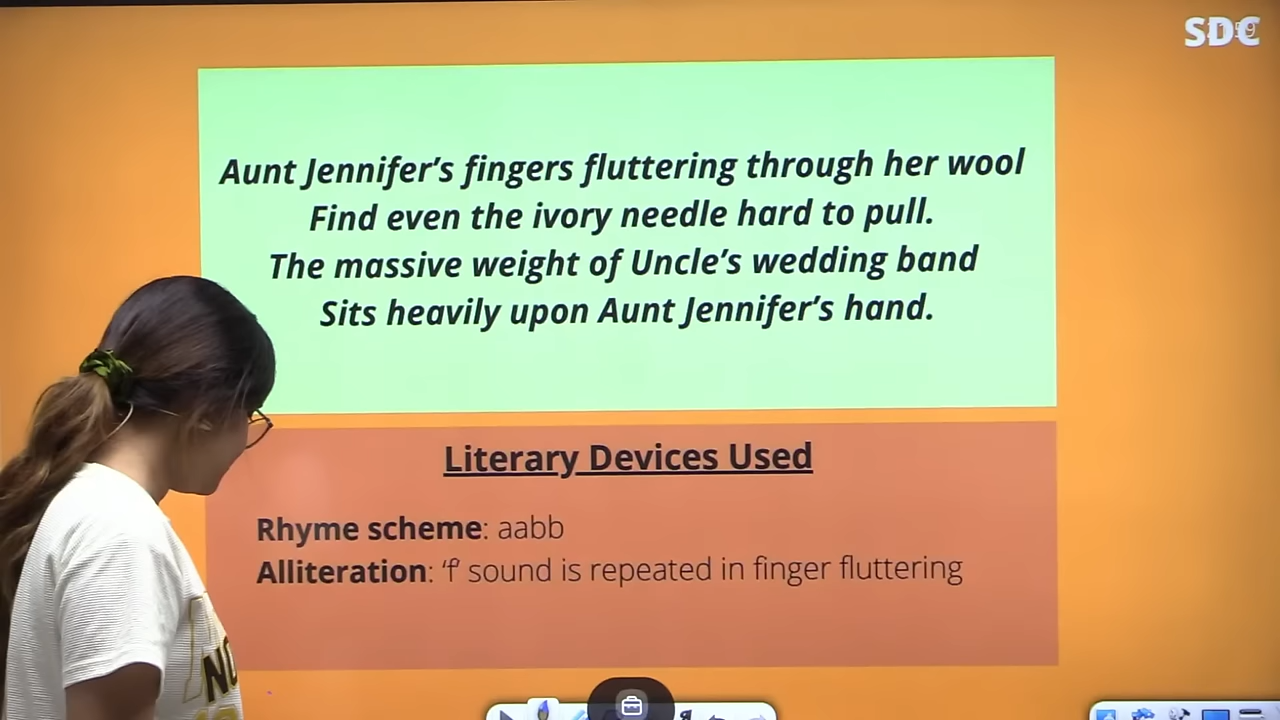 SDC
Aunt Jennifer's fingers fluttering through her wool
Find even the ivory needle hard to pull.
The massive weight of Uncle's wedding band
Sits heavily upon Aunt Jennifer's hand.
Literary Devices Used
Rhyme scheme: aabb
Alliteration: 'f' sound is repeated in finger fluttering